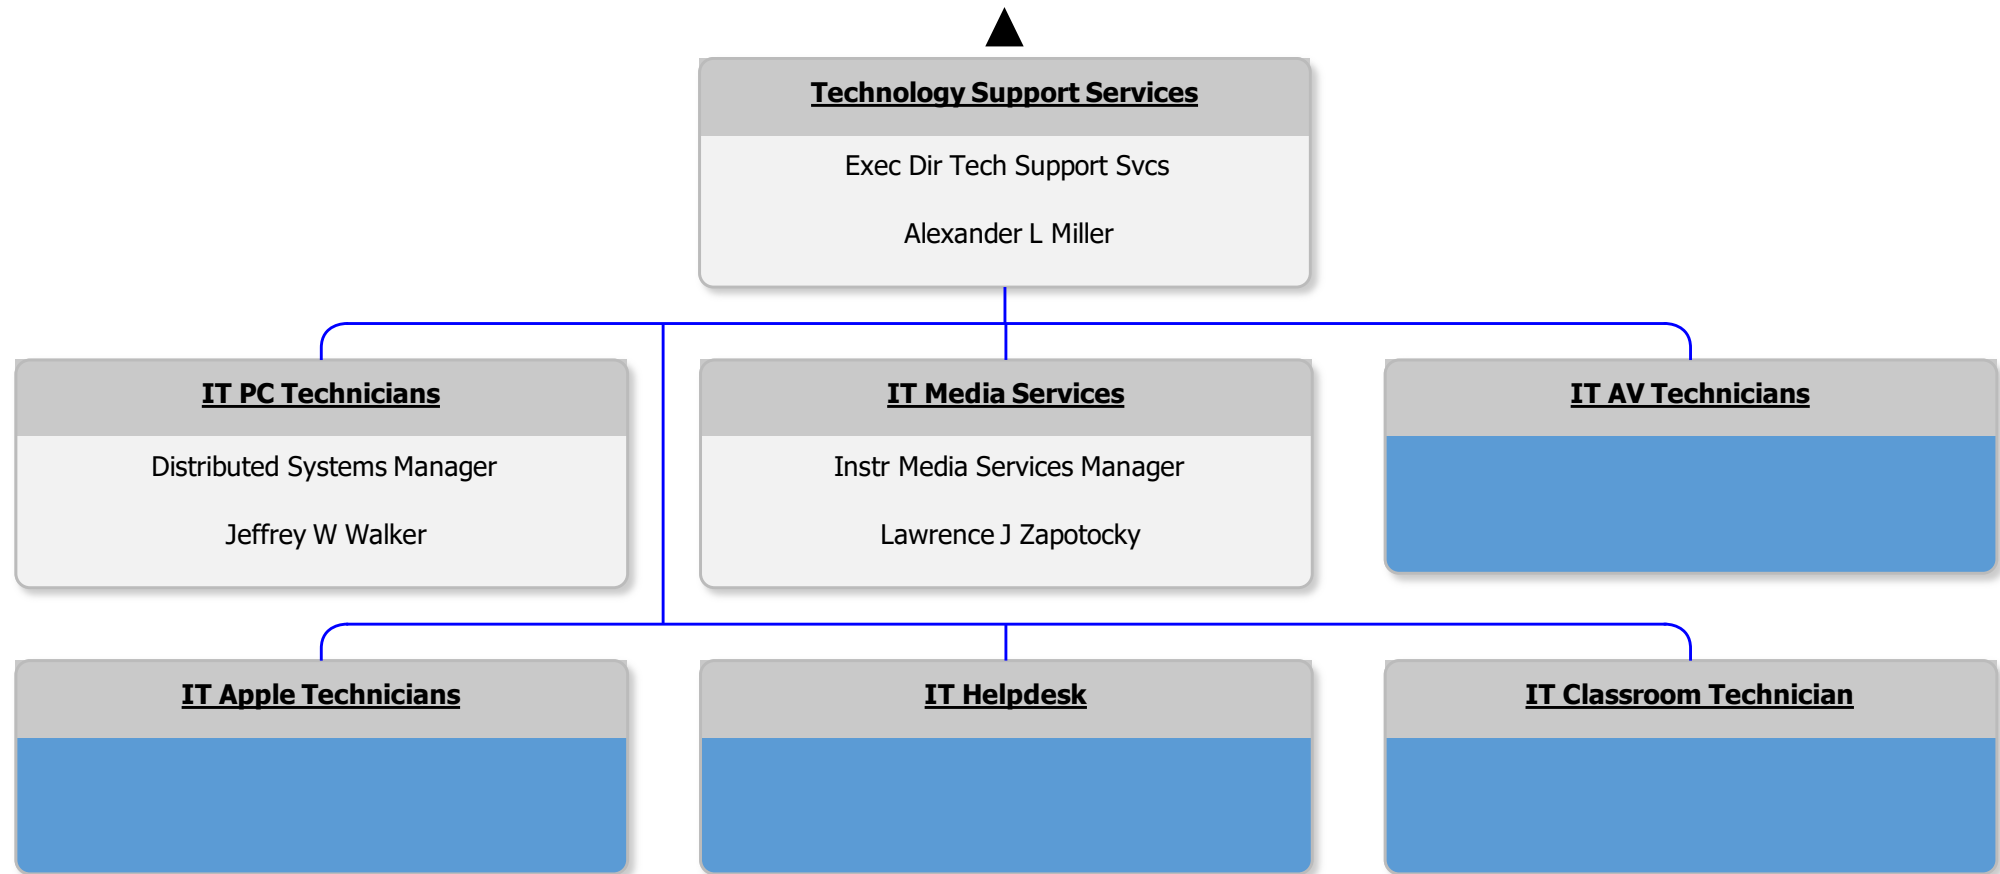 Technology Support Services
Exec Dir Tech Support Svcs
Alexander L Miller
IT PC Technicians
Distributed Systems Manager
Jeffrey W Walker
IT Media Services
Instr Media Services Manager
Lawrence J Zapotocky
IT AV Technicians
IT Apple Technicians
IT Helpdesk
IT Classroom Technician